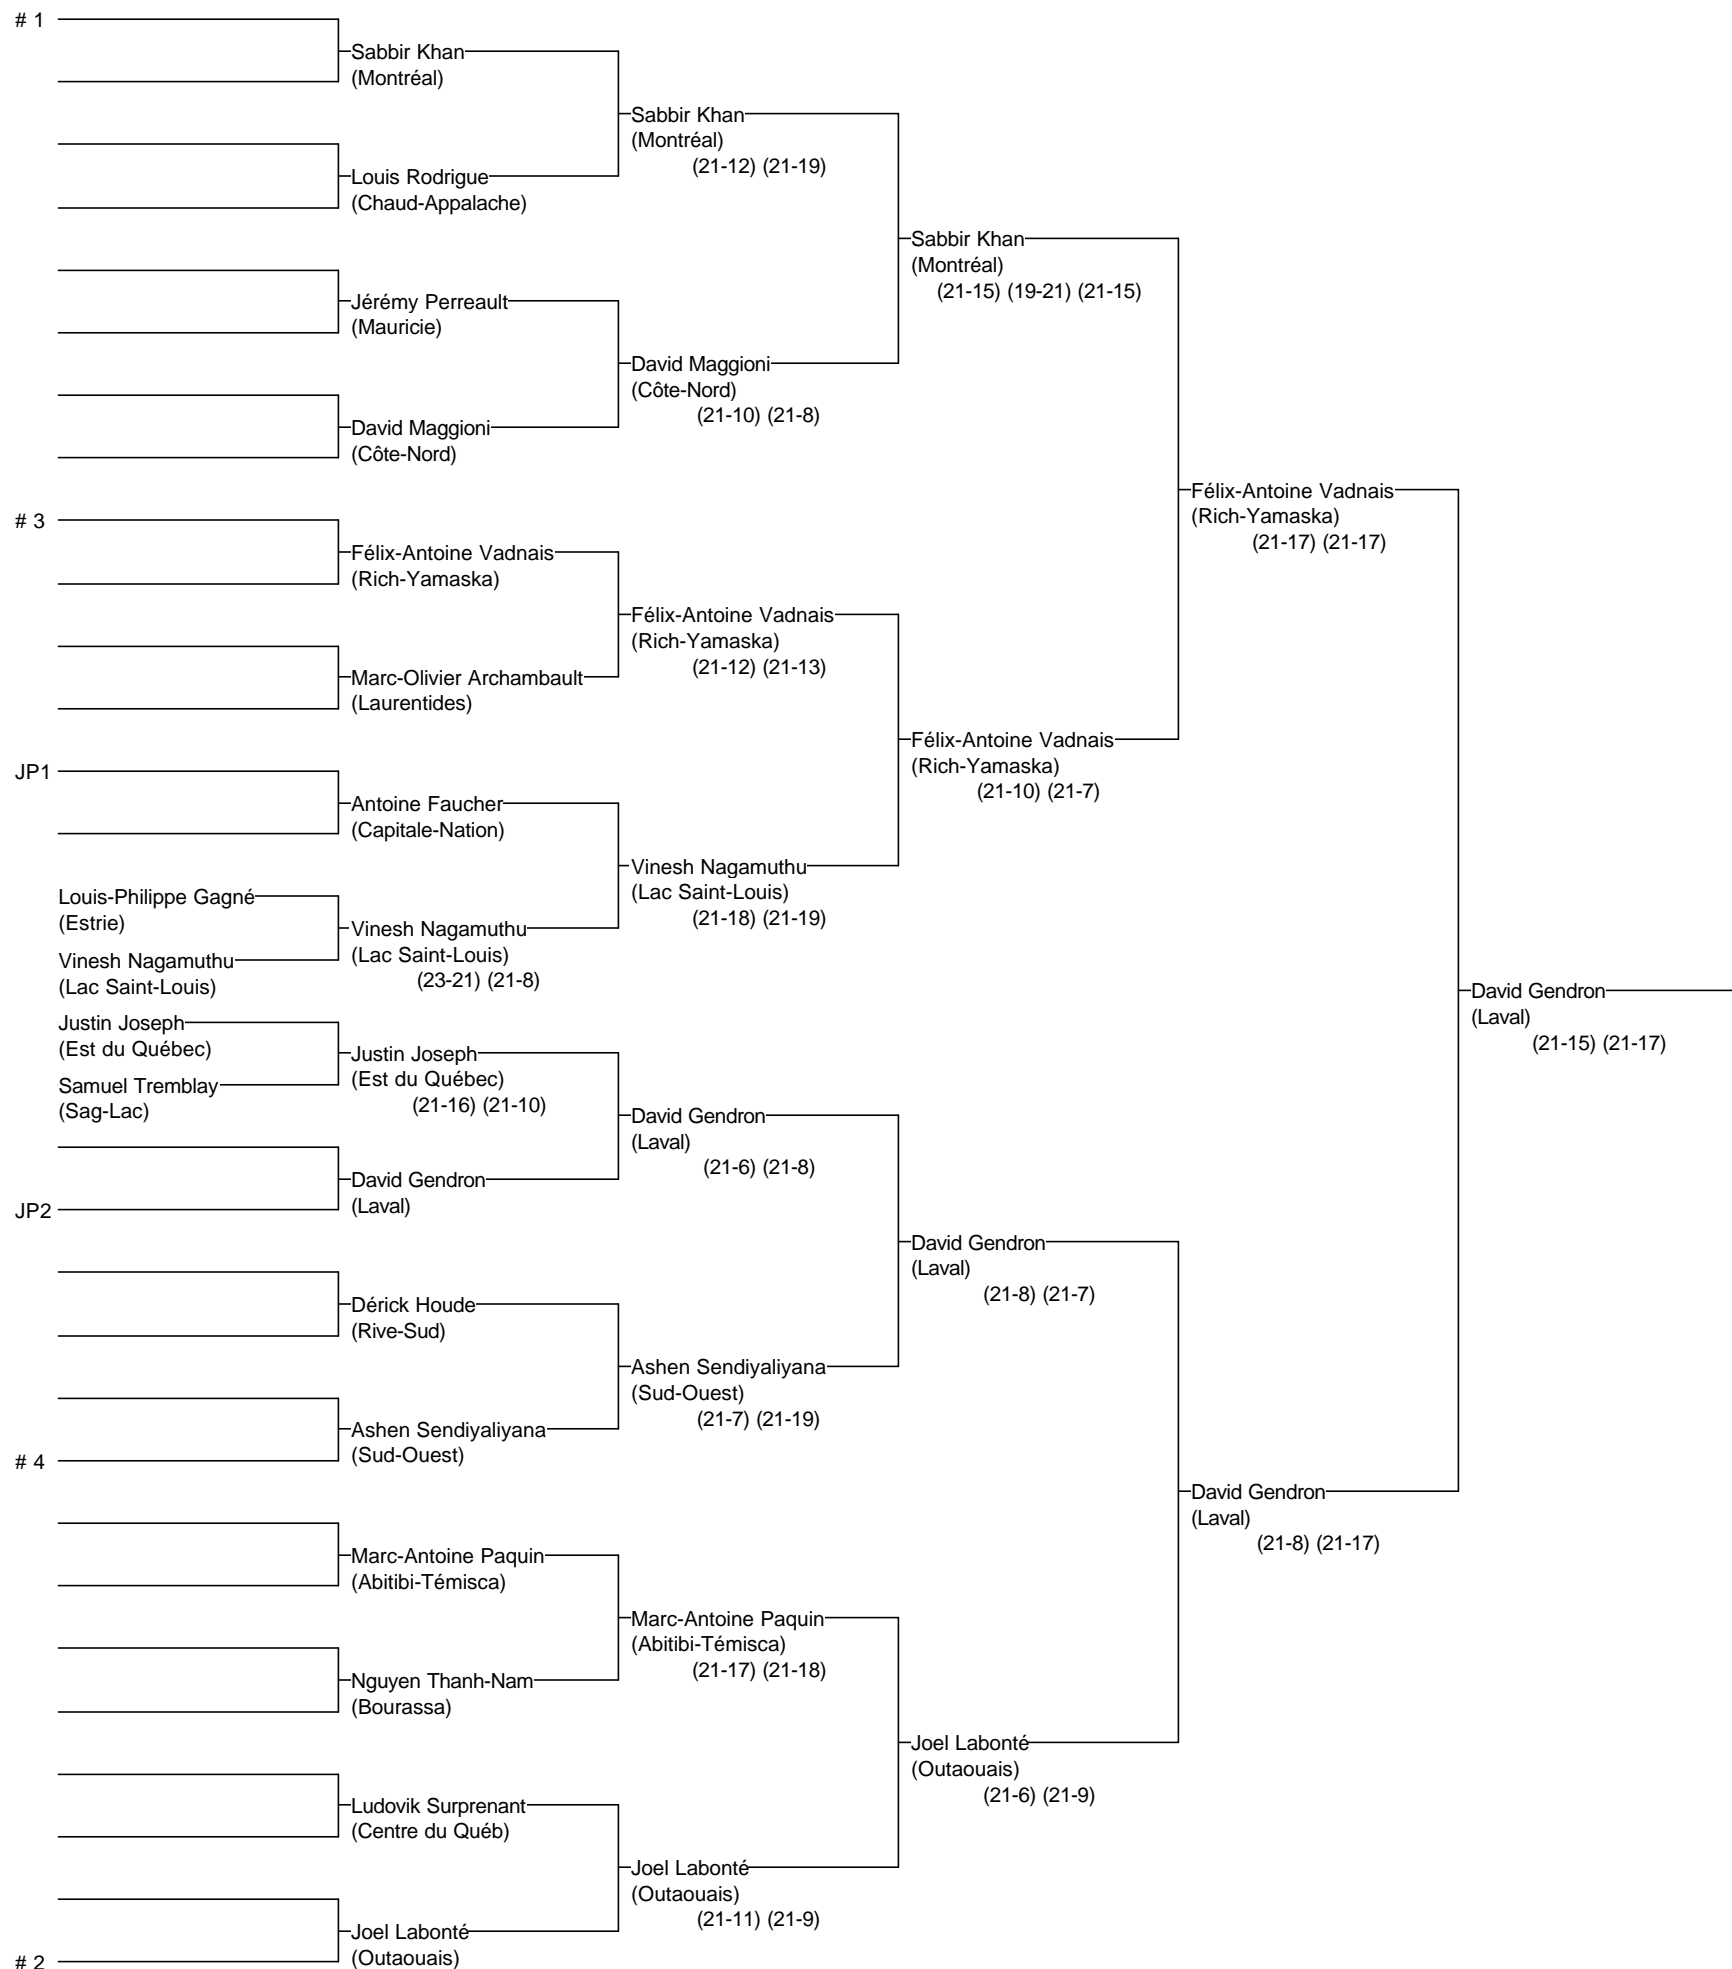 # 1
Sabbir Khan
(Montréal)
Sabbir Khan
(Montréal)
(21-12) (21-19)
Louis Rodrigue
(Chaud-Appalache)
Sabbir Khan
(Montréal)
(21-15) (19-21) (21-15)
Jérémy Perreault
(Mauricie)
David Maggioni
(Côte-Nord)
(21-10) (21-8)
David Maggioni
(Côte-Nord)
Félix-Antoine Vadnais
(Rich-Yamaska)
(21-17) (21-17)
# 3
Félix-Antoine Vadnais
(Rich-Yamaska)
Félix-Antoine Vadnais
(Rich-Yamaska)
(21-12) (21-13)
Marc-Olivier Archambault
(Laurentides)
Félix-Antoine Vadnais
(Rich-Yamaska)
(21-10) (21-7)
JP1
Antoine Faucher
(Capitale-Nation)
Vinesh Nagamuthu
(Lac Saint-Louis)
(21-18) (21-19)
Louis-Philippe Gagné
(Estrie)
Vinesh Nagamuthu
(Lac Saint-Louis)
(23-21) (21-8)
Vinesh Nagamuthu
(Lac Saint-Louis)
David Gendron
(Laval)
(21-15) (21-17)
Justin Joseph
(Est du Québec)
Justin Joseph
(Est du Québec)
(21-16) (21-10)
Samuel Tremblay
(Sag-Lac)
David Gendron
(Laval)
(21-6) (21-8)
David Gendron
(Laval)
JP2
David Gendron
(Laval)
(21-8) (21-7)
Dérick Houde
(Rive-Sud)
Ashen Sendiyaliyana
(Sud-Ouest)
(21-7) (21-19)
Ashen Sendiyaliyana
(Sud-Ouest)
# 4
David Gendron
(Laval)
(21-8) (21-17)
Marc-Antoine Paquin
(Abitibi-Témisca)
Marc-Antoine Paquin
(Abitibi-Témisca)
(21-17) (21-18)
Nguyen Thanh-Nam
(Bourassa)
Joel Labonté
(Outaouais)
(21-6) (21-9)
Ludovik Surprenant
(Centre du Québ)
Joel Labonté
(Outaouais)
(21-11) (21-9)
Joel Labonté
(Outaouais)
# 2